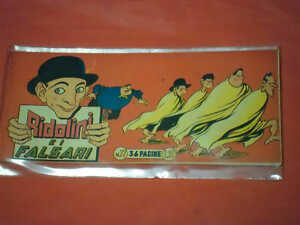 Ridolini
e i
FALSARI
36 PAGINE